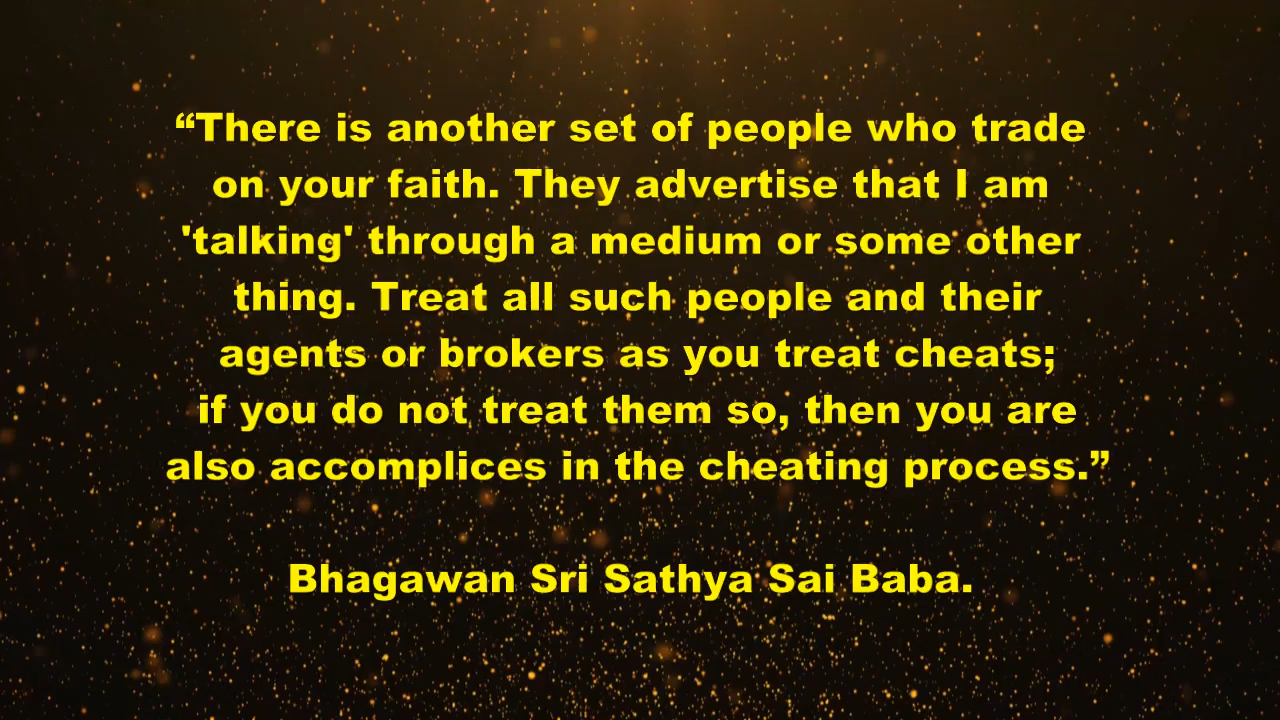 “There is another set of people who trade
on your faith. They advertise that I am
'talking' through a medium or some other
thing. Treat all such people and their
agents or brokers as you treat cheats;
if you do not treat them so, then you are
also accomplices in the cheating process.”
Bhagawan Sri Sathya Sai Baba.